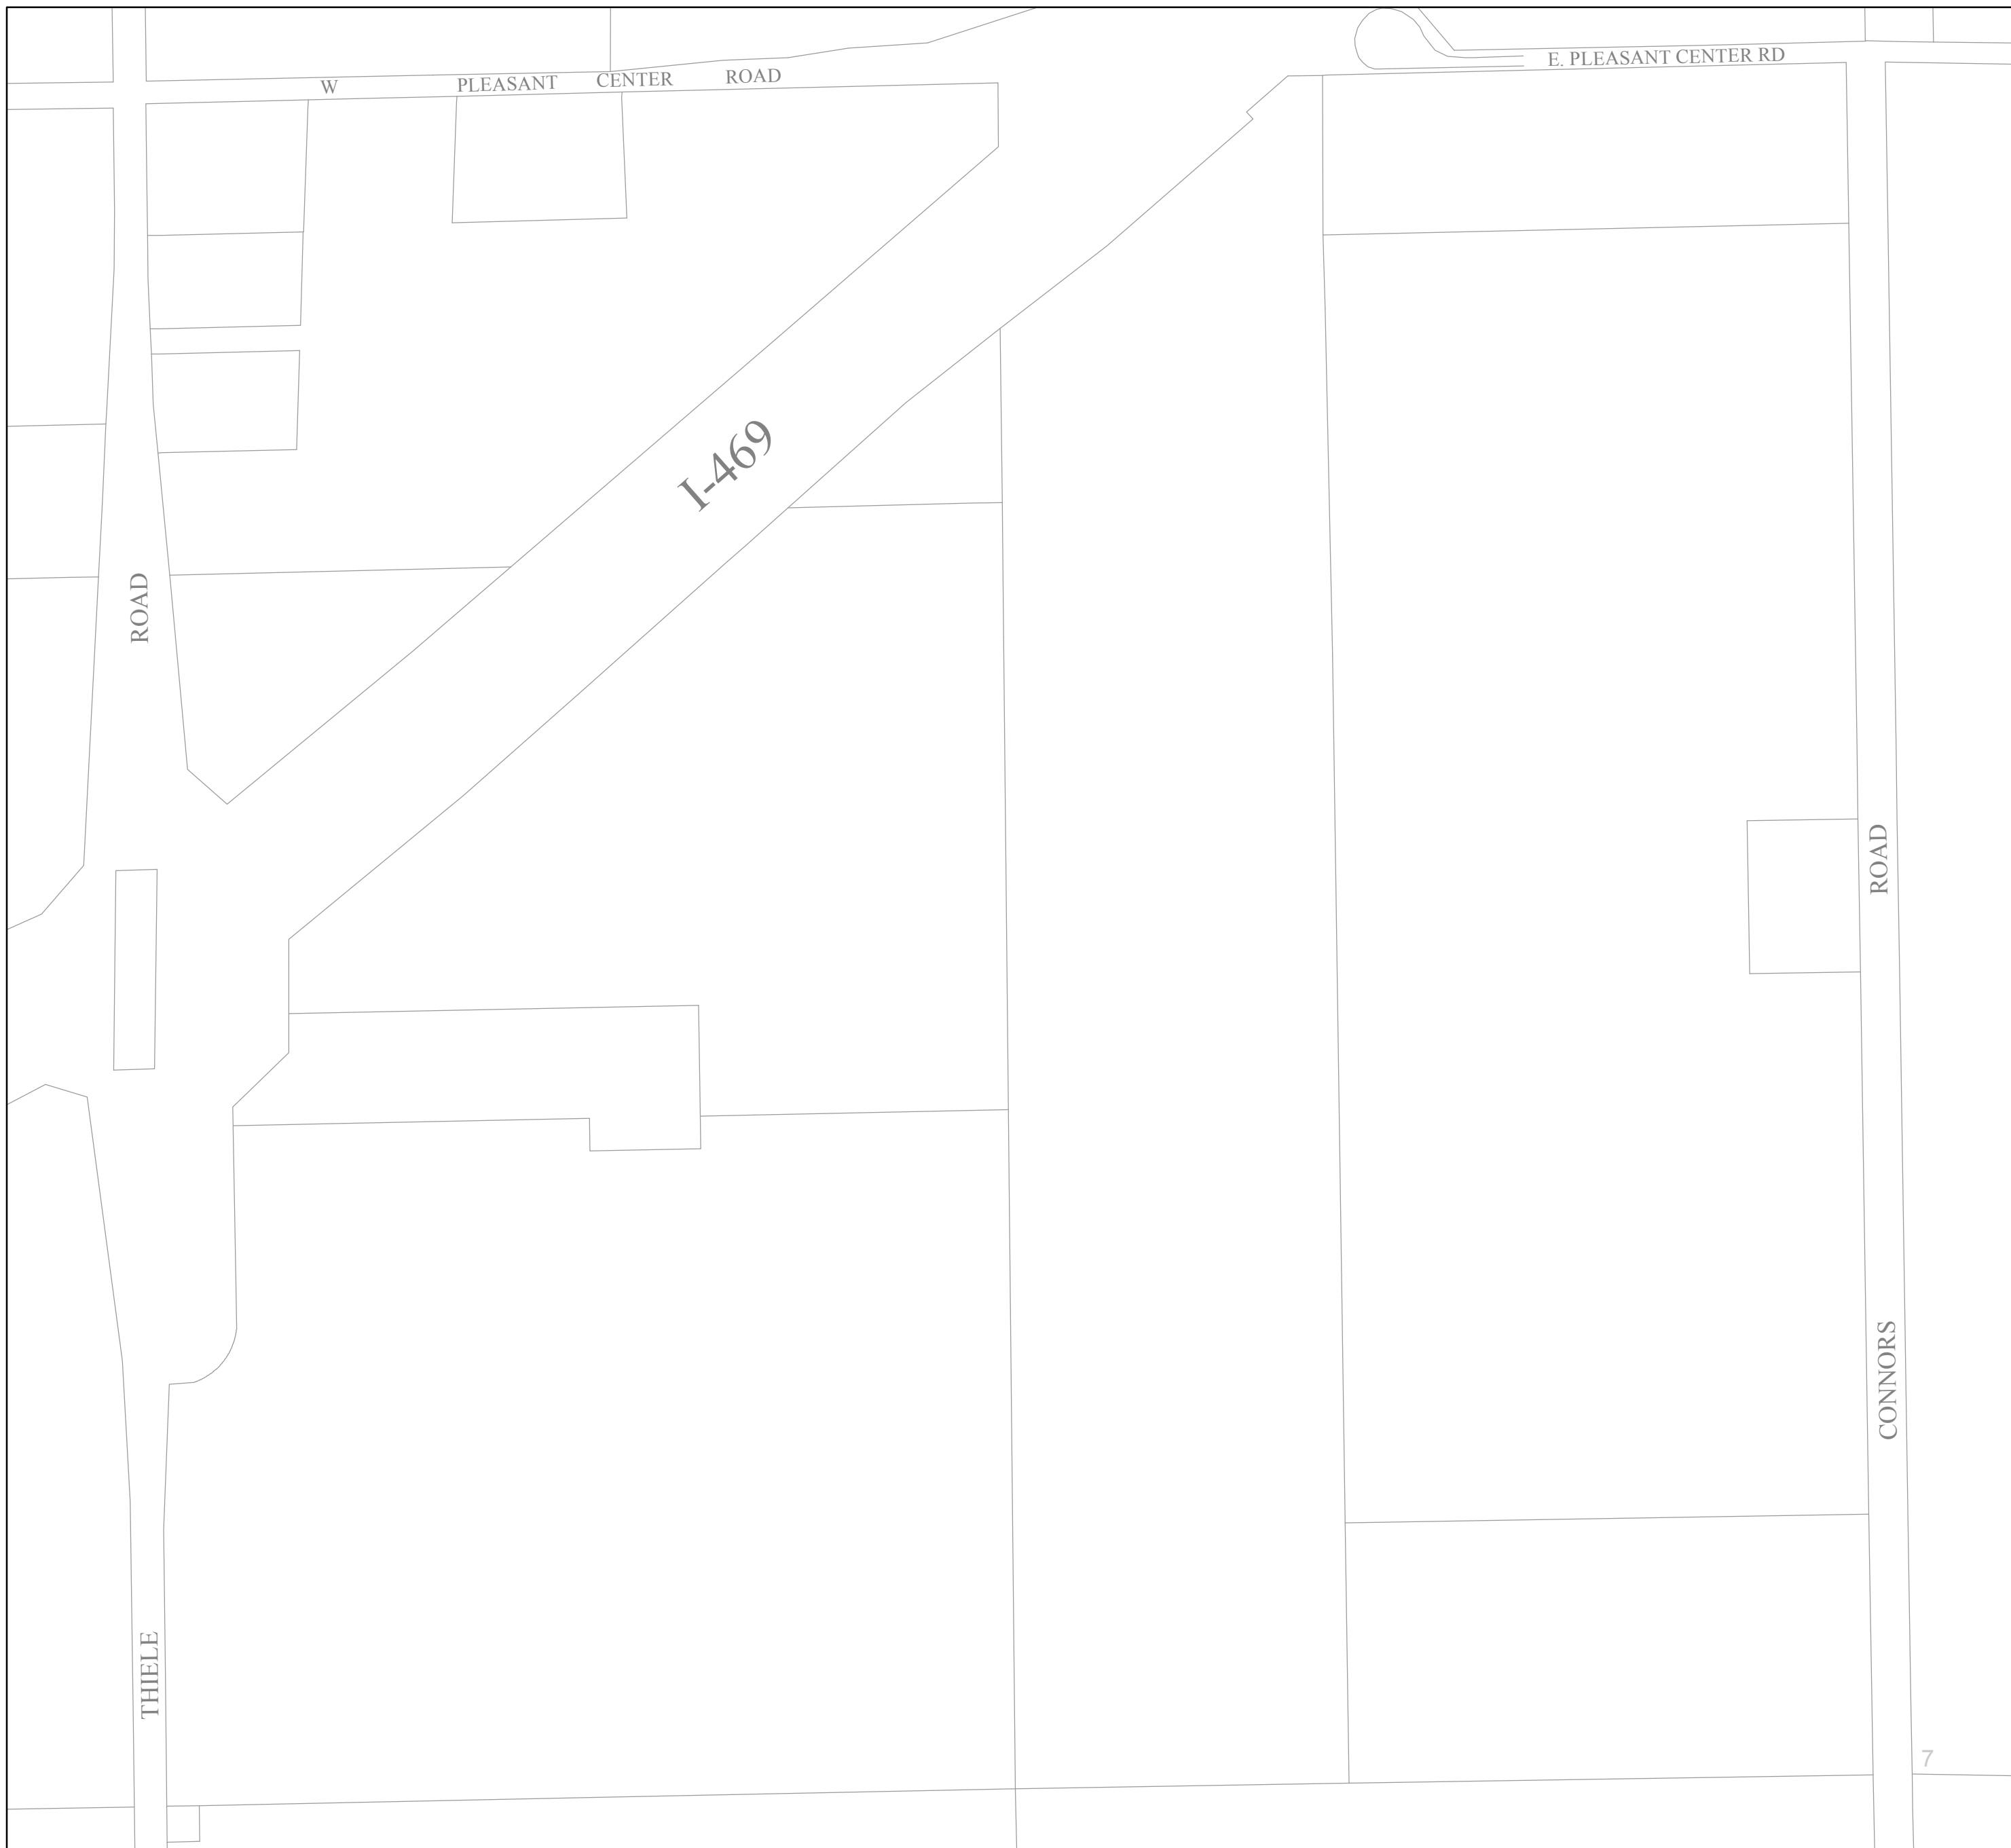 E. PLEASANT CENTER RD
W PLEASANT CENTER ROAD
I-469
ROAD
ROAD
CONNORS
THIELE
7